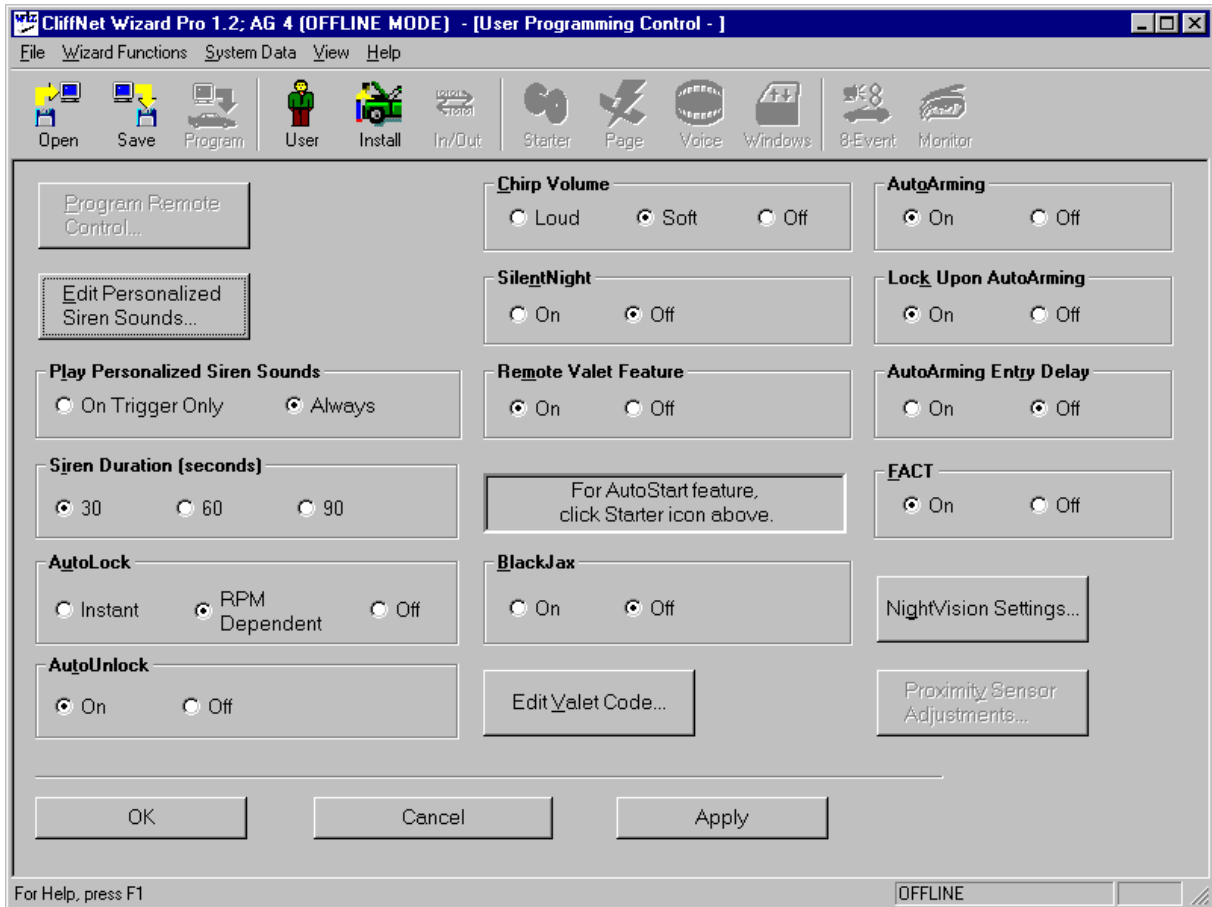 CliffNet Wizard Pro 1.2; AG 4 (OFFLINE MODE) - [User Programming Control - ]
File Wizard Functions System Data View Help
Open Save Program User Install In/Out Starter Page Voice Windows 8-Event Monitor
Program Remote
Control...
Edit Personalized
Siren Sounds...
Play Personalized Siren Sounds
On Trigger Only Always
Siren Duration (seconds)
30 60 90
AutoLock
Instant RPM
Dependent Off
AutoUnlock
On Off
Chirp Volume
Loud Soft Off
SilentNight
On Off
Remote Valet Feature
On Off
For AutoStart feature,
click Starter icon above.
BlackJax
On Off
Edit Valet Code...
AutoArming
On Off
Lock Upon AutoArming
On Off
AutoArming Entry Delay
On Off
FACT
On Off
NightVision Settings...
Proximity Sensor
Adjustments...
OK Cancel Apply
For Help, press F1 OFFLINE